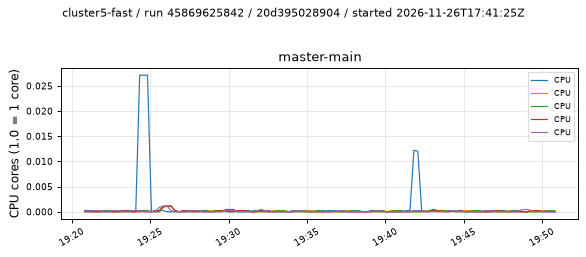 cluster5-fast / run 45869625842 / 20d395028904 / started 2026-11-26T17:41:25Z
master-main
CPU cores (1.0 = 1 core)
0.025
0.020
0.015
0.010
0.005
0.000
CPU
CPU
CPU
CPU
CPU
19:20
19:25
19:30
19:35
19:40
19:45
19:50